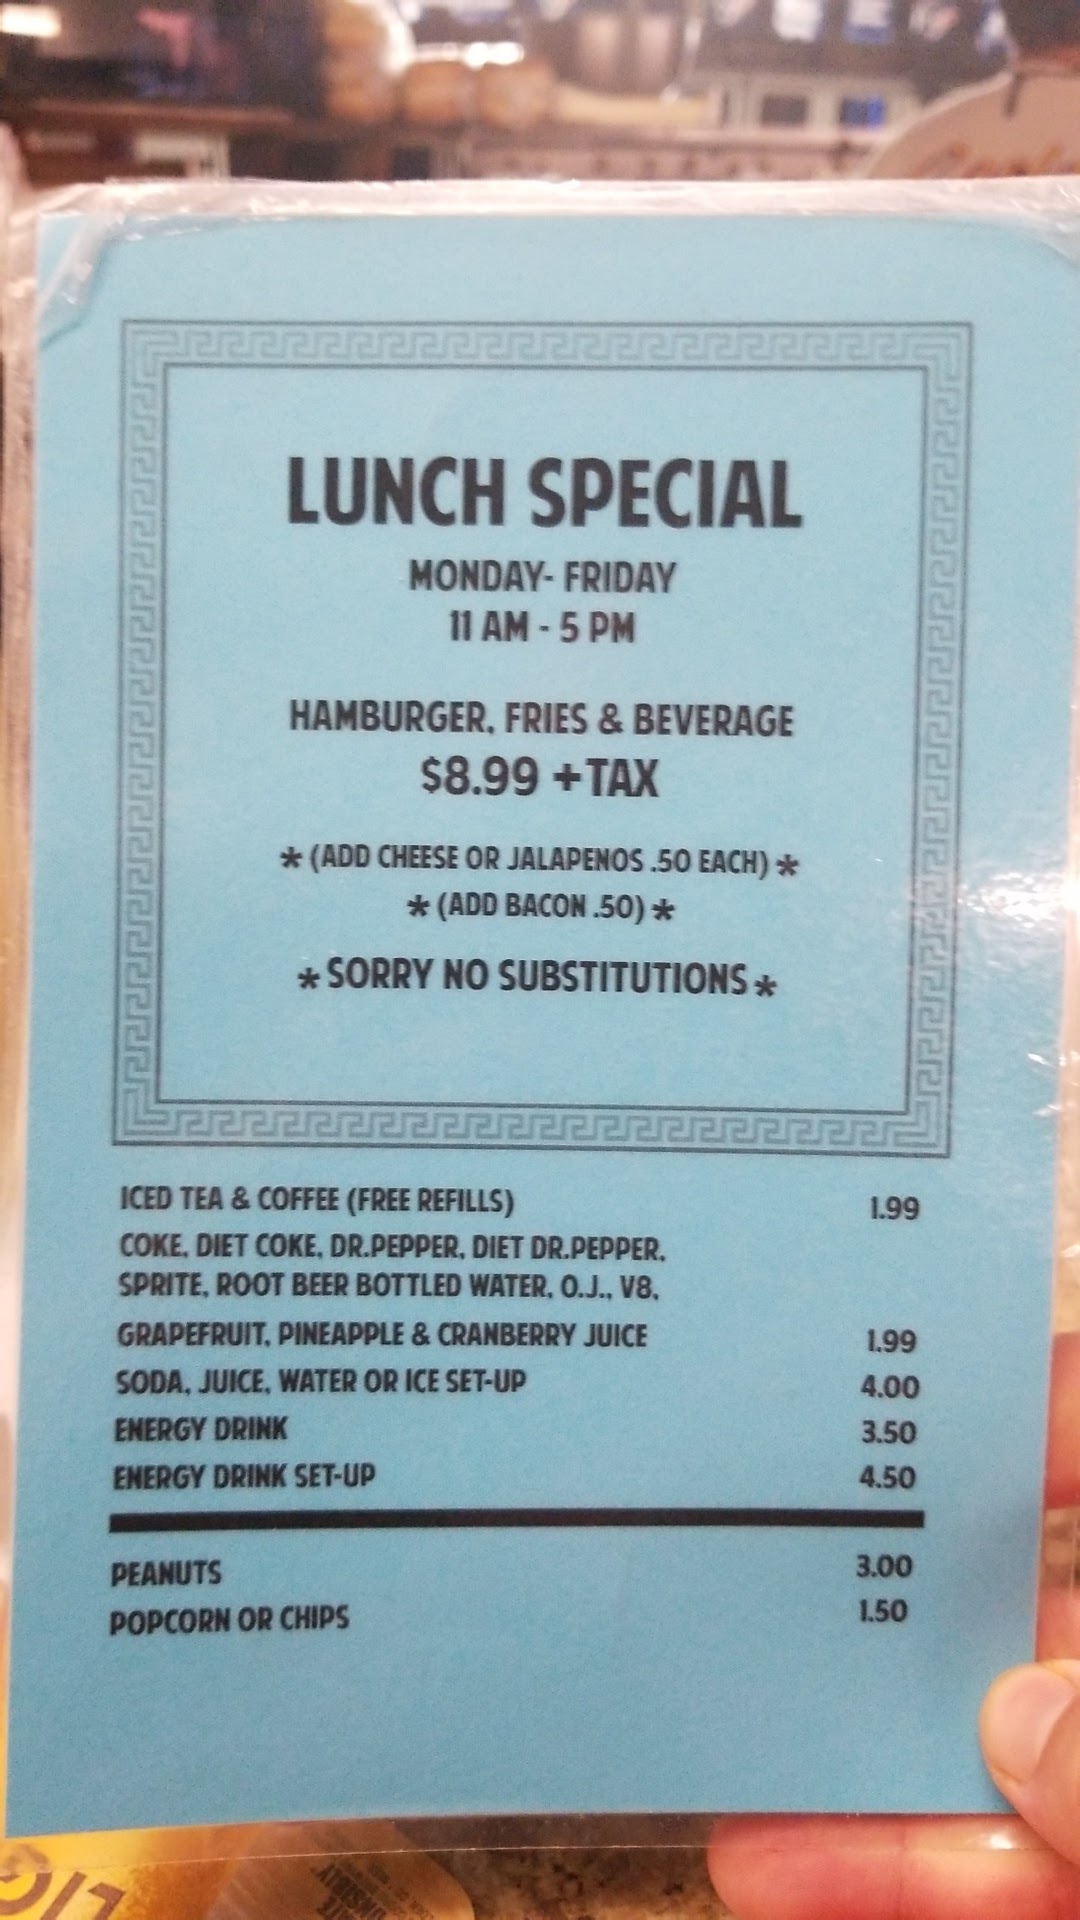 LUNCH SPECIAL
MONDAY- FRIDAY
11 AM - 5 PM
HAMBURGER, FRIES & BEVERAGE
$8.99 +TAX
* (ADD CHEESE OR JALAPENOS .50 EACH) *
* (ADD BACON .50) *
* SORRY NO SUBSTITUTIONS *
ICED TEA & COFFEE (FREE REFILLS) 1.99
COKE, DIET COKE, DR.PEPPER, DIET DR.PEPPER,
SPRITE, ROOT BEER BOTTLED WATER, O.J., V8,
GRAPEFRUIT, PINEAPPLE & CRANBERRY JUICE 1.99
SODA, JUICE, WATER OR ICE SET-UP 4.00
ENERGY DRINK 3.50
ENERGY DRINK SET-UP 4.50
PEANUTS 3.00
POPCORN OR CHIPS 1.50